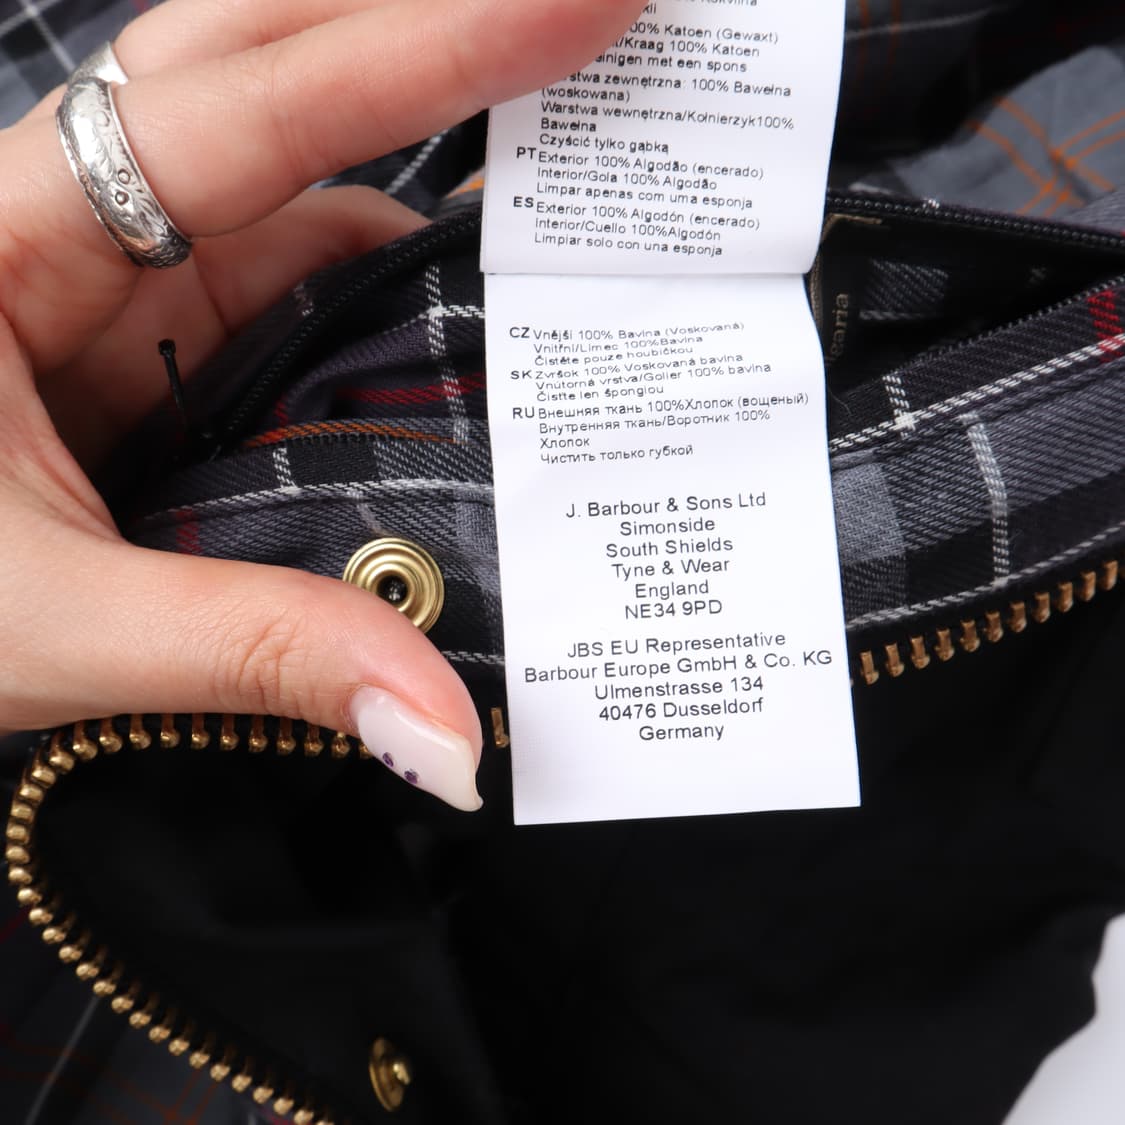 00% Katoen (Gewaxt)
/Kraag 100% Katoen
met een spons
zewnętrzna: 100% Bawełna
(woskowana)
Warstwa wewnętrzna/Kołnierzyk100%
Bawełna
Czyścić tylko gąbką
PT Exterior 100% Algodão (encerado)
Interior/Gola 100% Algodão
Limpar apenas com uma esponja
ES Exterior 100% Algodón (encerado)
Interior/Cuello 100%Algodón
Limpiar solo con una esponja
CZ Vnější 100% Bavlna (Voskovaná)
Vnitřní/Límec 100%Bavlna
Čistěte pouze houbičkou
SK Zvršok 100% Voskovaná bavlna
Vnútorná vrstva/Golier 100% bavlna
Čistte len špongiou
RU Внешняя ткань 100%Хлопок (вощеный)
Внутренняя ткань/Воротник 100%
Хлопок
Чистить только губкой
J. Barbour & Sons Ltd
Simonside
South Shields
Tyne & Wear
England
NE34 9PD
JBS EU Representative
Barbour Europe GmbH & Co. KG
Ulmenstrasse 134
40476 Dusseldorf
Germany